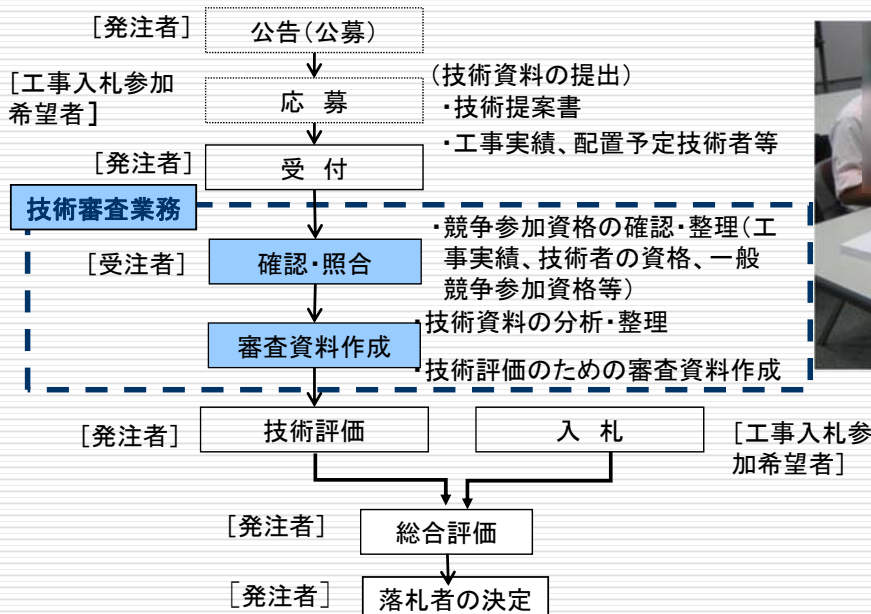 [発注者]
公告(公募)
[工事入札参加
希望者]
応 募
(技術資料の提出)
・技術提案書
・工事実績、配置予定技術者等
[発注者]
受 付
技術審査業務
[受注者]
確認・照合
・競争参加資格の確認・整理(工
事実績、技術者の資格、一般
競争参加資格等)
・技術資料の分析・整理
審査資料作成
・技術評価のための審査資料作成
[発注者]
技術評価
入 札
[工事入札参
加希望者]
[発注者]
総合評価
[発注者]
落札者の決定